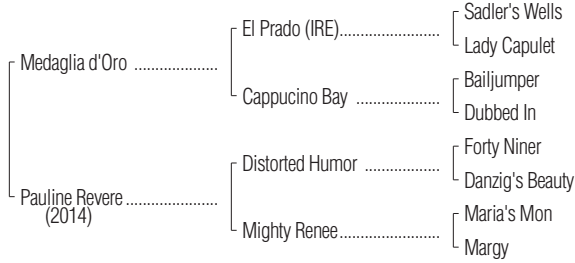 Sadler's Wells
El Prado (IRE)....................
Lady Capulet
Medaglia d'Oro ....................
Bailjumper
Cappucino Bay ....................
Dubbed In
Forty Niner
Distorted Humor ..................
Danzig's Beauty
Pauline Revere......................
(2014)
Maria's Mon
Mighty Renee........................
Margy